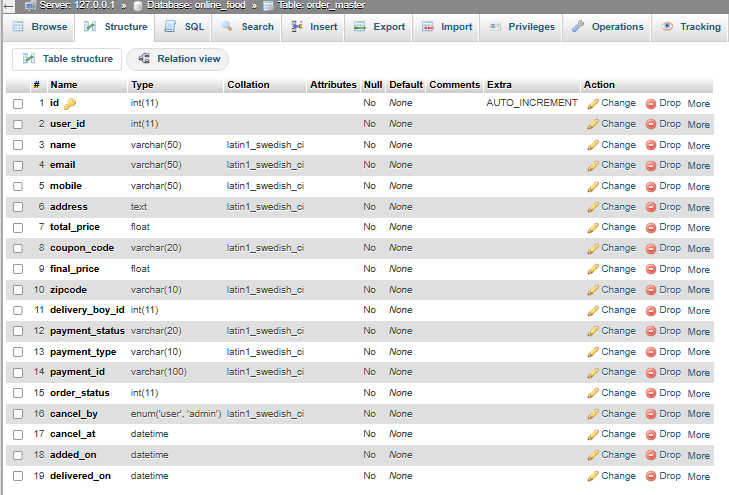 Server: 127.0.0.1 » Database: online_food » Table: order_master
Browse Structure SQL Search Insert Export Import Privileges Operations Tracking
Table structure Relation view
# Name Type Collation Attributes Null Default Comments Extra Action
1 id int(11) No None AUTO_INCREMENT Change Drop More
2 user_id int(11) No None Change Drop More
3 name varchar(50) latin1_swedish_ci No None Change Drop More
4 email varchar(50) latin1_swedish_ci No None Change Drop More
5 mobile varchar(50) latin1_swedish_ci No None Change Drop More
6 address text latin1_swedish_ci No None Change Drop More
7 total_price float No None Change Drop More
8 coupon_code varchar(20) latin1_swedish_ci No None Change Drop More
9 final_price float No None Change Drop More
10 zipcode varchar(10) latin1_swedish_ci No None Change Drop More
11 delivery_boy_id int(11) No None Change Drop More
12 payment_status varchar(20) latin1_swedish_ci No None Change Drop More
13 payment_type varchar(10) latin1_swedish_ci No None Change Drop More
14 payment_id varchar(100) latin1_swedish_ci No None Change Drop More
15 order_status int(11) No None Change Drop More
16 cancel_by enum('user', 'admin') latin1_swedish_ci No None Change Drop More
17 cancel_at datetime No None Change Drop More
18 added_on datetime No None Change Drop More
19 delivered_on datetime No None Change Drop More